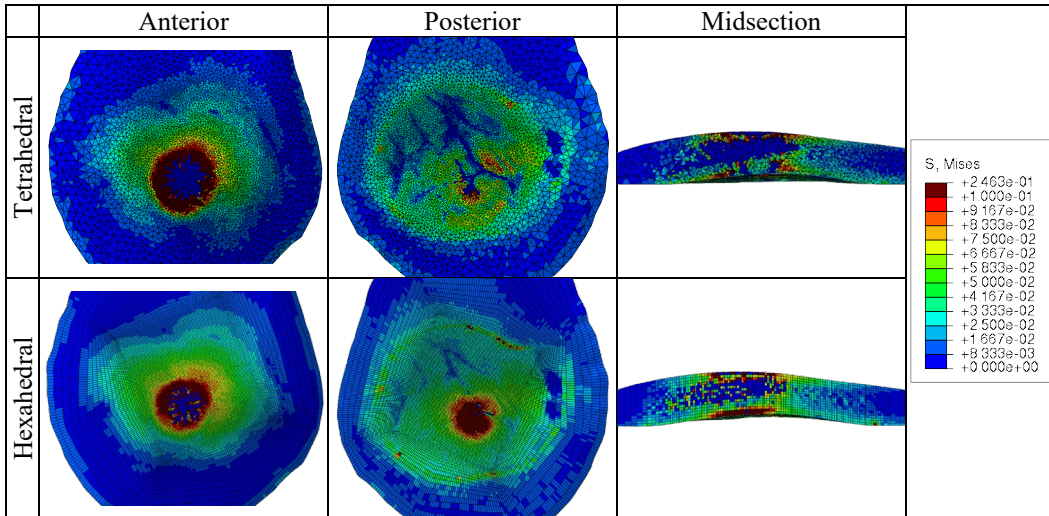 Anterior
Posterior
Midsection
Tetrahedral
Hexahedral
S, Mises
+2.463e-01
+1.000e-01
+9.167e-02
+8.333e-02
+7.500e-02
+6.667e-02
+5.833e-02
+5.000e-02
+4.167e-02
+3.333e-02
+2.500e-02
+1.667e-02
+8.333e-03
+0.000e+00